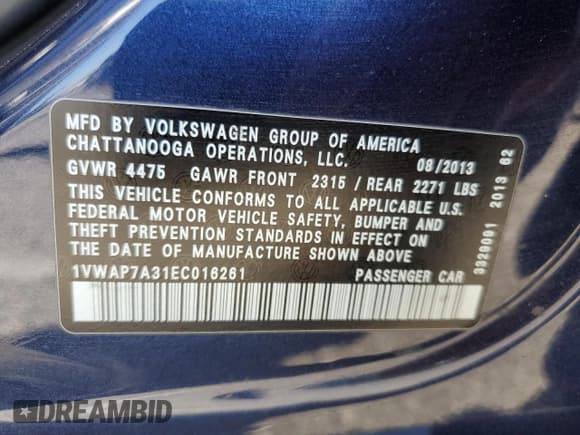 MFD BY VOLKSWAGEN GROUP OF AMERICA
CHATTANOOGA OPERATIONS, LLC. 08/2013
GVWR 4475 GAWR FRONT 2315 / REAR 2271 LBS
THIS VEHICLE CONFORMS TO ALL APPLICABLE U.S.
FEDERAL MOTOR VEHICLE SAFETY, BUMPER AND
THEFT PREVENTION STANDARDS IN EFFECT ON
THE DATE OF MANUFACTURE SHOWN ABOVE
1VWAP7A31EC016261 PASSENGER CAR
3329001 2013 02
DREAMBID